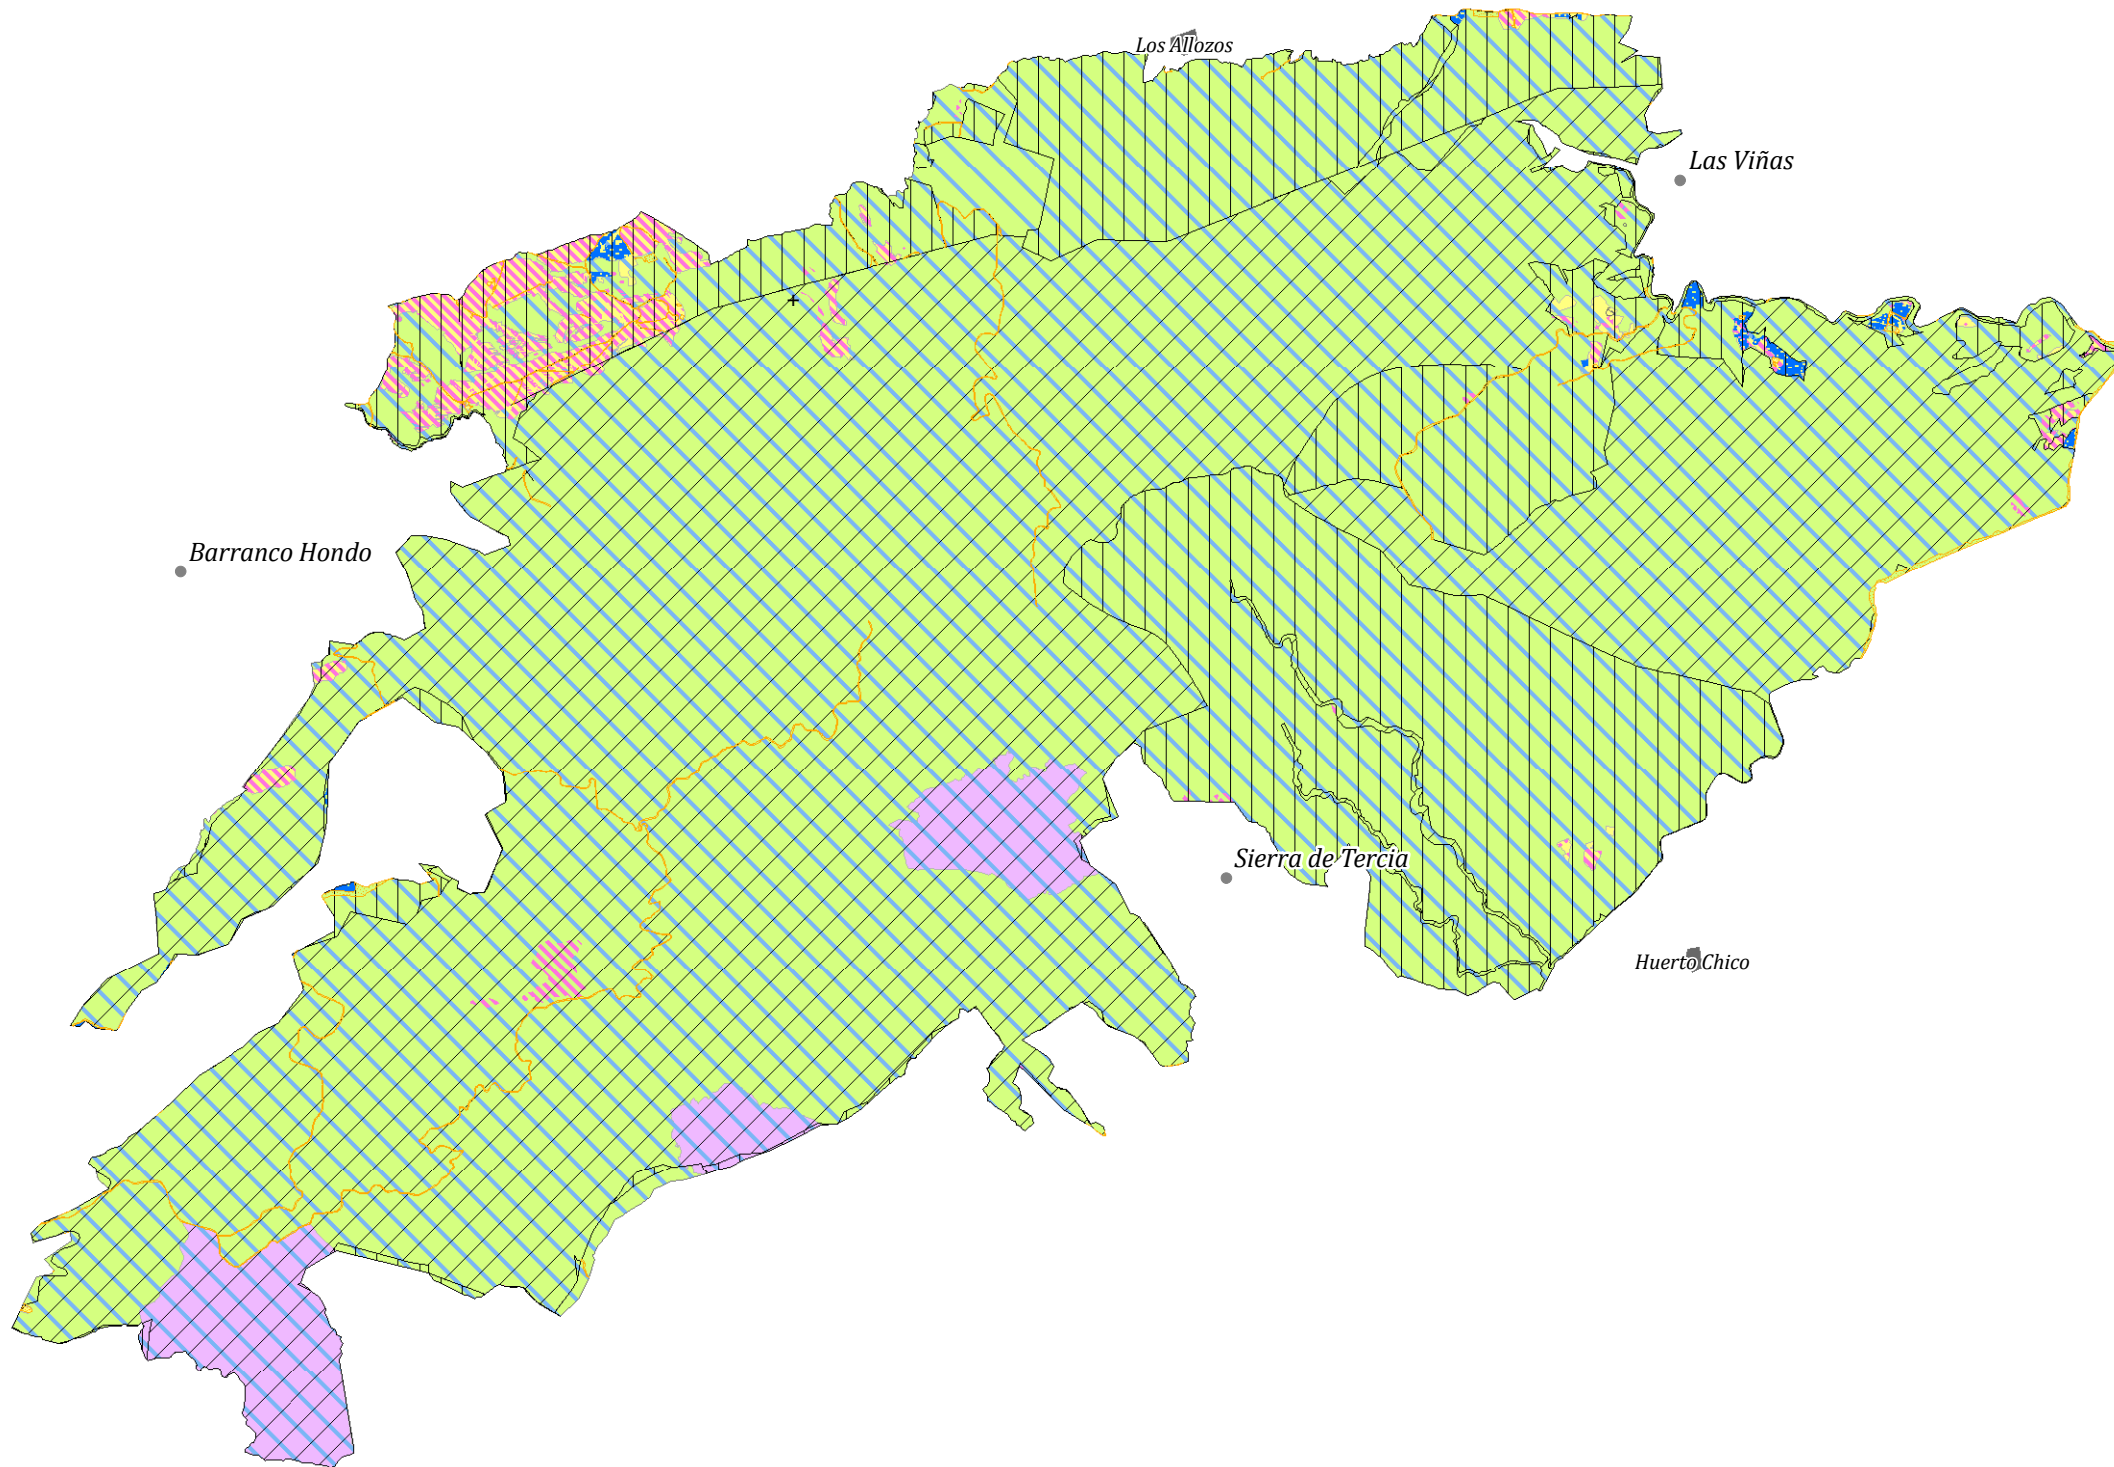 Los Allozos
Las Viñas
Barranco Hondo
Sierra de Tercia
Huerto Chico